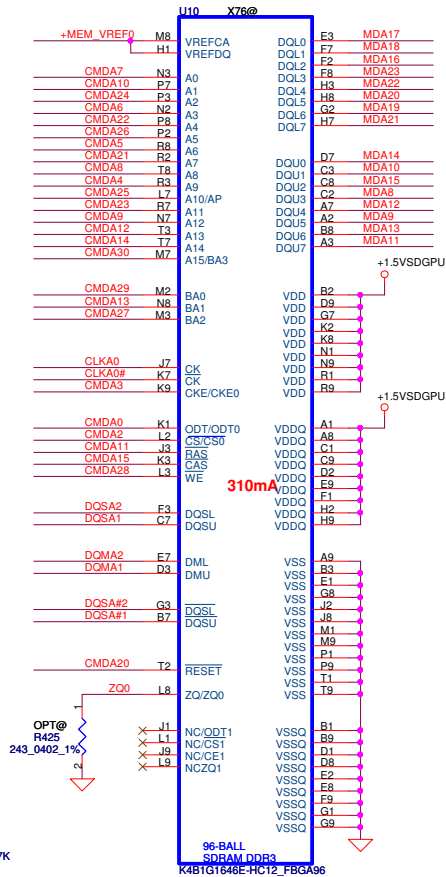 U10 X76@
+MEM_VREF0 M8 VREFCA DQL0 E3 MDA17
H1 VREFDQ DQL1 F7 MDA18
DQL2 F2 MDA16
CMDA7 N3 A0 DQL3 F8 MDA23
CMDA10 P7 A1 DQL4 H3 MDA22
CMDA24 P3 A2 DQL5 H8 MDA20
CMDA6 N2 A3 DQL6 G2 MDA19
CMDA22 P8 A4 DQL7 H7 MDA21
CMDA26 P2 A5
CMDA5 R8 A6
CMDA21 R2 A7 DQU0 D7 MDA14
CMDA8 T8 A8 DQU1 C3 MDA10
CMDA4 R3 A9 DQU2 C8 MDA15
CMDA25 L7 A10/AP DQU3 C2 MDA8
CMDA23 R7 A11 DQU4 A7 MDA12
CMDA9 N7 A12 DQU5 A2 MDA9
CMDA12 T3 A13 DQU6 B8 MDA13
CMDA14 T7 A14 DQU7 A3 MDA11
CMDA30 M7 A15/BA3
+1.5VSDGPU
CMDA29 M2 BA0 VDD B2
CMDA13 N8 BA1 VDD D9
CMDA27 M3 BA2 VDD G7
VDD K2
VDD K8
VDD N1
CLKA0 J7 CK VDD N9
CLKA0# K7 CK VDD R1
CMDA3 K9 CKE/CKE0 VDD R9
+1.5VSDGPU
CMDA0 K1 ODT/ODT0 VDDQ A1
CMDA2 L2 CS/CS0 VDDQ A8
CMDA11 J3 RAS VDDQ C1
CMDA15 K3 CAS VDDQ C9
CMDA28 L3 WE VDDQ D2
310mA VDDQ E9
VDDQ F1
DQSA2 F3 DQSL VDDQ H2
DQSA1 C7 DQSU VDDQ H9
DQMA2 E7 DML VSS A9
DQMA1 D3 DMU VSS B3
VSS E1
VSS G8
DQSA#2 G3 DQSL VSS J2
DQSA#1 B7 DQSU VSS J8
VSS M1
VSS M9
VSS P1
CMDA20 T2 RESET VSS P9
VSS T1
ZQ0 L8 ZQ/ZQ0 VSS T9
1
OPT@
R425
243_0402_1%
2
J1 NC/ODT1 VSSQ B1
L1 NC/CS1 VSSQ B9
J9 NC/CE1 VSSQ D1
L9 NCZQ1 VSSQ D8
VSSQ E2
VSSQ E8
VSSQ F9
VSSQ G1
VSSQ G9
96-BALL
7K SDRAM DDR3
K4B1G1646E-HC12_FBGA96